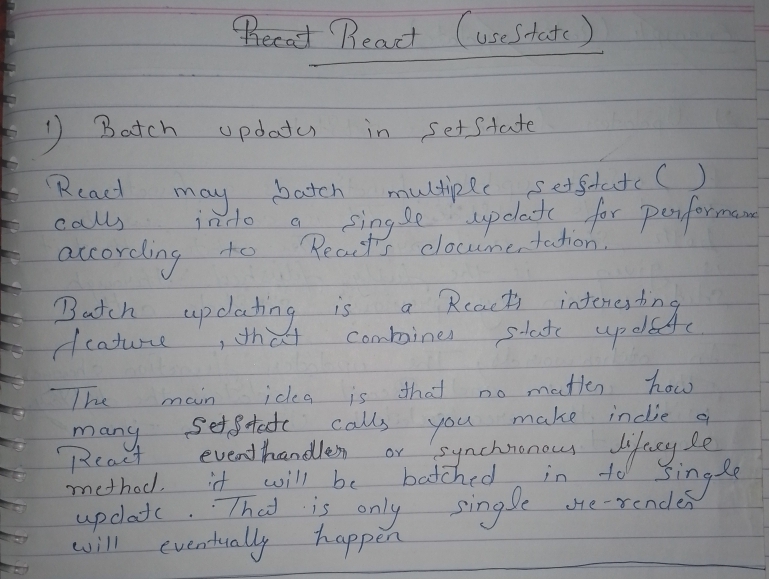 React (useState)
1) Batch updates in setState
React may batch multiple setState ( )
calls into a single update for performanc
according to React's documentation.
Batch updating is a React's interesting
feature , that combines state update
The main idea is that no matter how
many setState calls you make indie a
React eventhandler or synchronous lifecycle
method. it will be batched in to single
update . That is only single re-render
will eventually happen